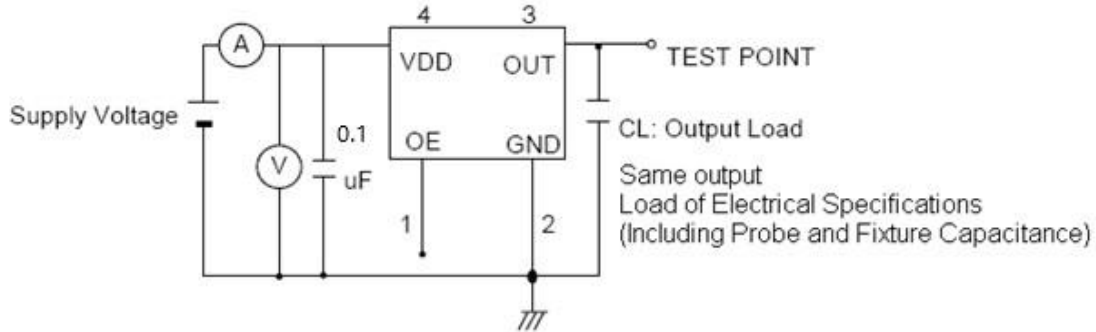 4
3
A
VDD
OUT
TEST POINT
Supply Voltage
0.1
uF
V
OE
GND
CL: Output Load
Same output
Load of Electrical Specifications
(Including Probe and Fixture Capacitance)
1
2